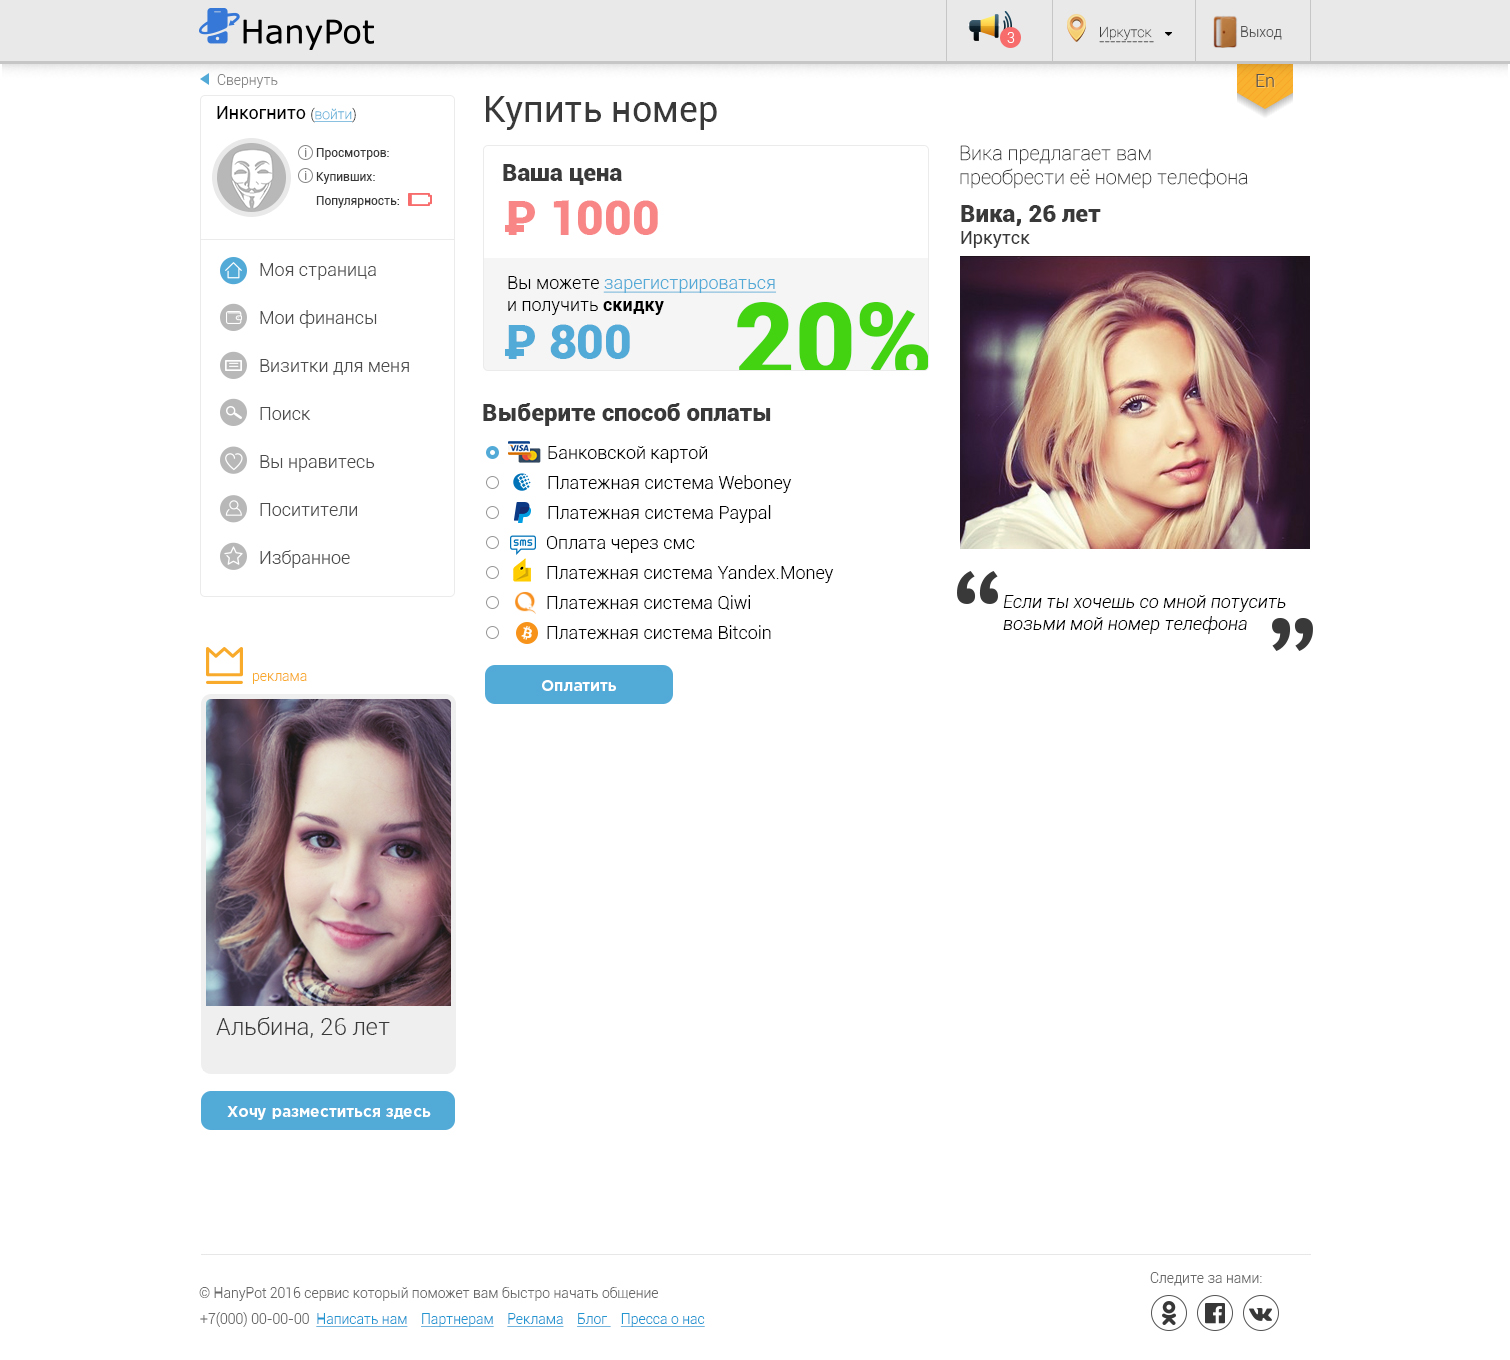 HanyPot
3
Иркутск
Выход
Свернуть
En
Инкогнито (войти)
Просмотров:
Купивших:
Популярность:
Моя страница
Мои финансы
Визитки для меня
Поиск
Вы нравитесь
Поситители
Избранное
реклама
Альбина, 26 лет
Хочу разместиться здесь
Купить номер
Ваша цена
₽ 1000
Вы можете зарегистрироваться
и получить скидку
₽ 800
20%
Выберите способ оплаты
VISA
Банковской картой
Платежная система Weboney
Платежная система Paypal
sms
Оплата через смс
Платежная система Yandex.Money
Платежная система Qiwi
Платежная система Bitcoin
Оплатить
Вика предлагает вам
преобрести её номер телефона
Вика, 26 лет
Иркутск
“ Если ты хочешь со мной потусить
возьми мой номер телефона ”
© HanyPot 2016 сервис который поможет вам быстро начать общение
+7(000) 00-00-00 Написать нам Партнерам Реклама Блог Пресса о нас
Следите за нами: